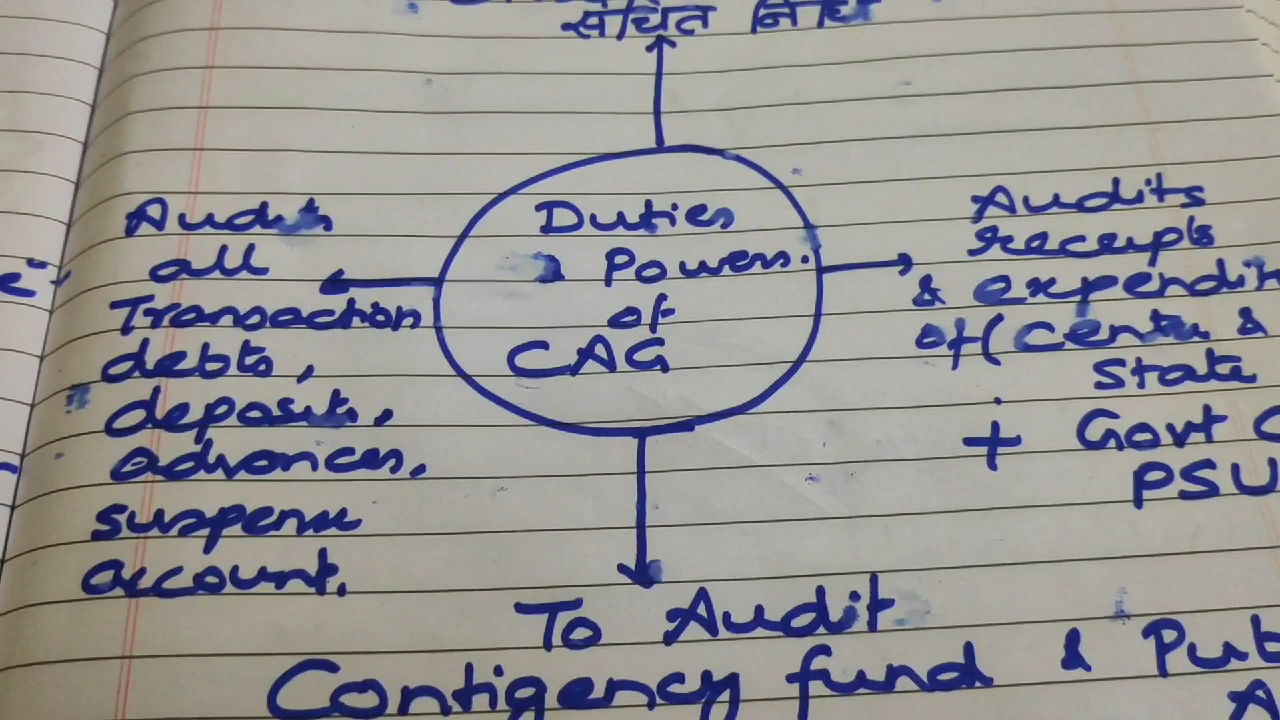 संचित निधि
Duties
& Powers.
of
CAG
Audits
all
Transaction
debts,
deposits,
advances,
suspense
account.
Audits
receipts
& expendit
of (Centre &
State
+ Govt C
PSU
To Audit
Contigency fund & Pub
A